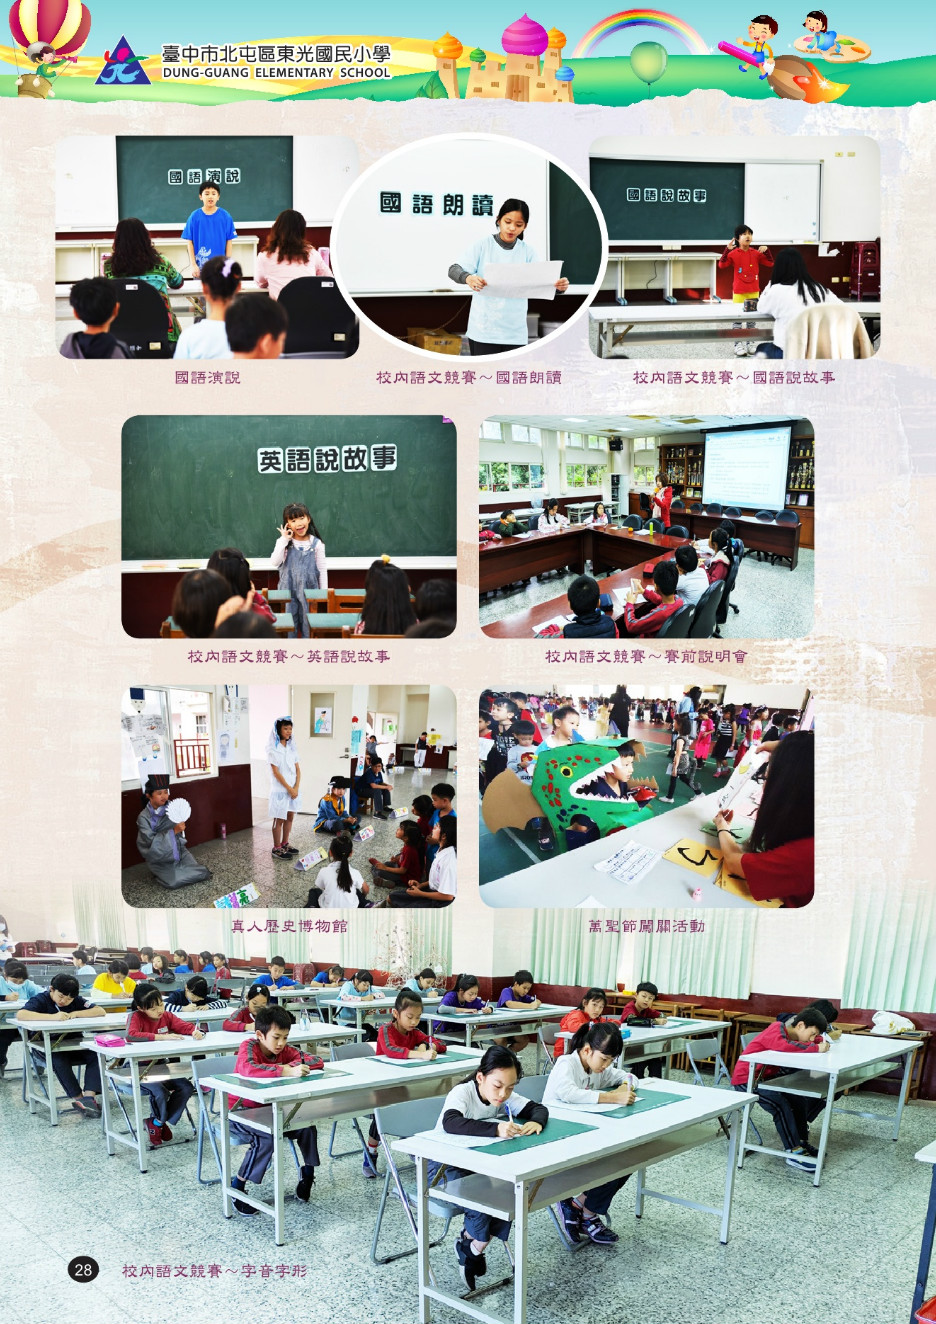 臺中市北屯區東光國民小學
DUNG-GUANG ELEMENTARY SCHOOL
國語演說
國語朗讀
國語說故事
國語演說
校內語文競賽～國語朗讀
校內語文競賽～國語說故事
英語說故事
校內語文競賽～英語說故事
校內語文競賽～賽前說明會
真人歷史博物館
萬聖節闖關活動
28
校內語文競賽～字音字形